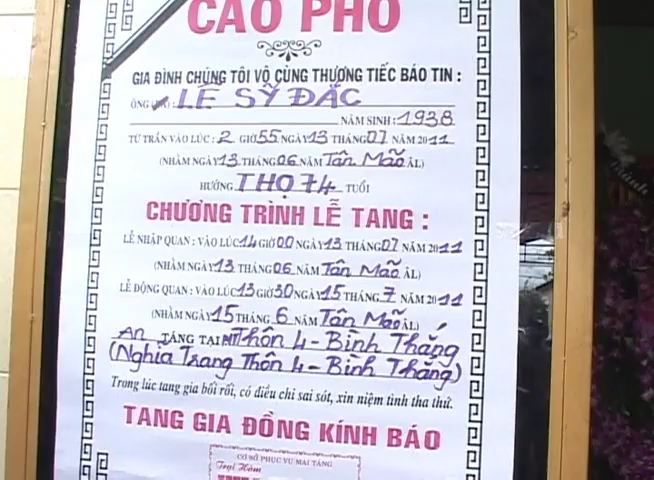 CÁO PHÓ
GIA ĐÌNH CHÚNG TÔI VÔ CÙNG THƯƠNG TIẾC BÁO TIN :
ÔNG LÊ SỸ ĐẮC
NĂM SINH : 1938
TỪ TRẦN VÀO LÚC : 2 GIỜ 55 NGÀY 13 THÁNG 07 NĂM 2011
(NHẰM NGÀY 13 THÁNG 06 NĂM Tân Mão ÂL)
HƯỞNG THỌ 74 TUỔI
CHƯƠNG TRÌNH LỄ TANG :
LỄ NHẬP QUAN : VÀO LÚC 14 GIỜ 00 NGÀY 13 THÁNG 07 NĂM 2011
(NHẰM NGÀY 13 THÁNG 06 NĂM Tân Mão ÂL)
LỄ ĐỘNG QUAN : VÀO LÚC 13 GIỜ 30 NGÀY 15 THÁNG 7 NĂM 2011
(NHẰM NGÀY 15 THÁNG 6 NĂM Tân Mão ÂL)
An TÁNG TẠI NT Thôn 4 - Bình Thắng
(Nghĩa Trang Thôn 4 - Bình Thắng)
Trong lúc tang gia bối rối, có điều chi sai sót, xin niệm tình tha thứ.
TANG GIA ĐỒNG KÍNH BÁO
CƠ SỞ PHỤC VỤ MAI TÁNG
Trại Hòm
Kính